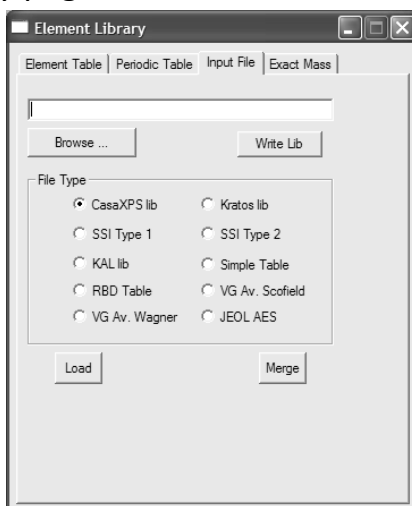 Element Library
Element Table Periodic Table Input File Exact Mass
Browse ... Write Lib
File Type
CasaXPS lib Kratos lib
SSI Type 1 SSI Type 2
KAL lib Simple Table
RBD Table VG Av. Scofield
VG Av. Wagner JEOL AES
Load Merge